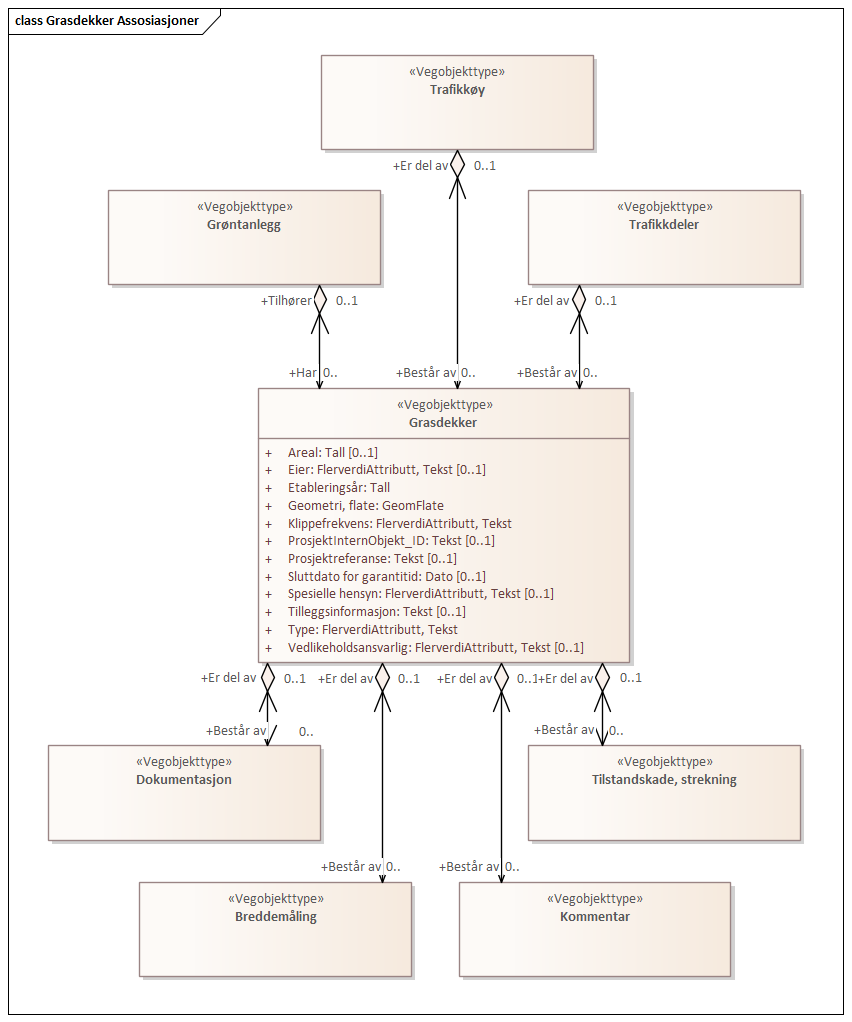 class Grasdekker Assosiasjoner
«Vegobjekttype»
Trafikkøy
+Er del av 0..1
«Vegobjekttype»
Grøntanlegg
«Vegobjekttype»
Trafikkdeler
+Tilhører 0..1
+Er del av 0..1
+Har 0..
+Består av 0..
+Består av 0..
«Vegobjekttype»
Grasdekker
+ Areal: Tall [0..1]
+ Eier: FlerverdiAttributt, Tekst [0..1]
+ Etableringsår: Tall
+ Geometri, flate: GeomFlate
+ Klippefrekvens: FlerverdiAttributt, Tekst
+ ProsjektInternObjekt_ID: Tekst [0..1]
+ Prosjektreferanse: Tekst [0..1]
+ Sluttdato for garantitid: Dato [0..1]
+ Spesielle hensyn: FlerverdiAttributt, Tekst [0..1]
+ Tilleggsinformasjon: Tekst [0..1]
+ Type: FlerverdiAttributt, Tekst
+ Vedlikeholdsansvarlig: FlerverdiAttributt, Tekst [0..1]
+Er del av 0..1
+Er del av 0..1
+Er del av 0..1
+Er del av 0..1
+Består av 0..
+Består av 0..
«Vegobjekttype»
Dokumentasjon
«Vegobjekttype»
Tilstandskade, strekning
+Består av 0..
+Består av 0..
«Vegobjekttype»
Breddemåling
«Vegobjekttype»
Kommentar